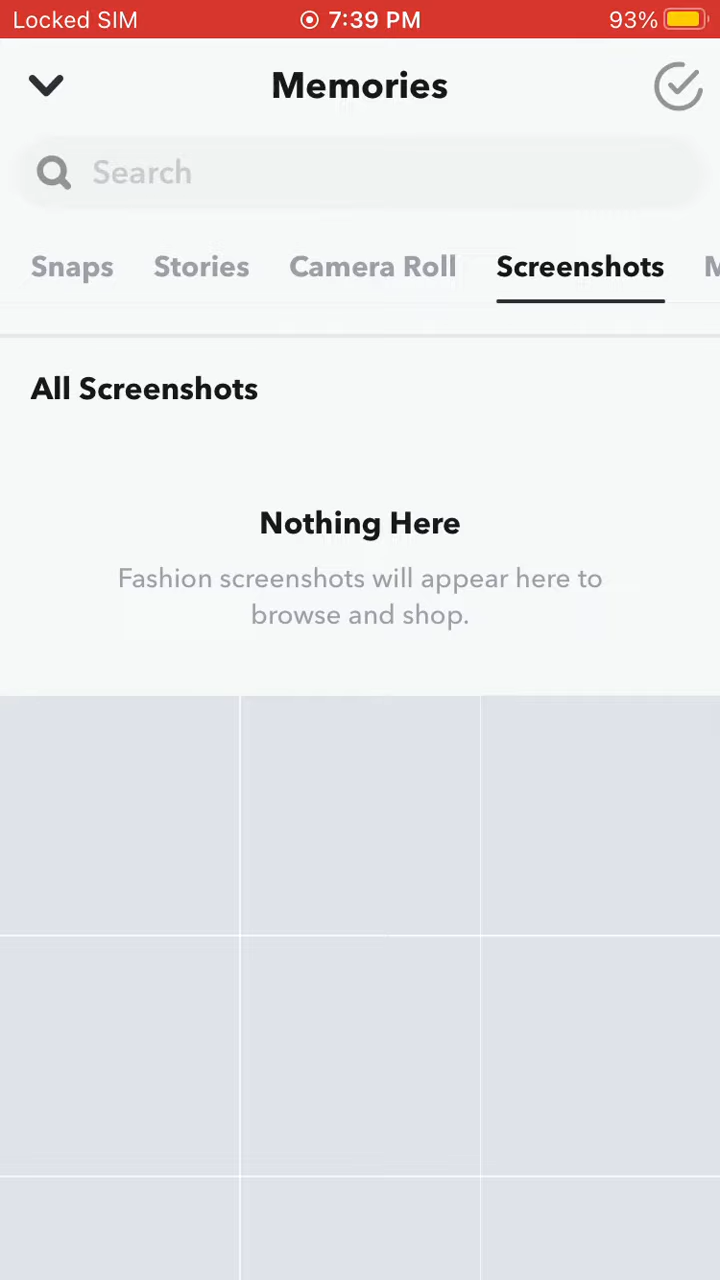 Locked SIM 7:39 PM 93%
Memories
Search
Snaps Stories Camera Roll Screenshots M
All Screenshots
Nothing Here
Fashion screenshots will appear here to
browse and shop.